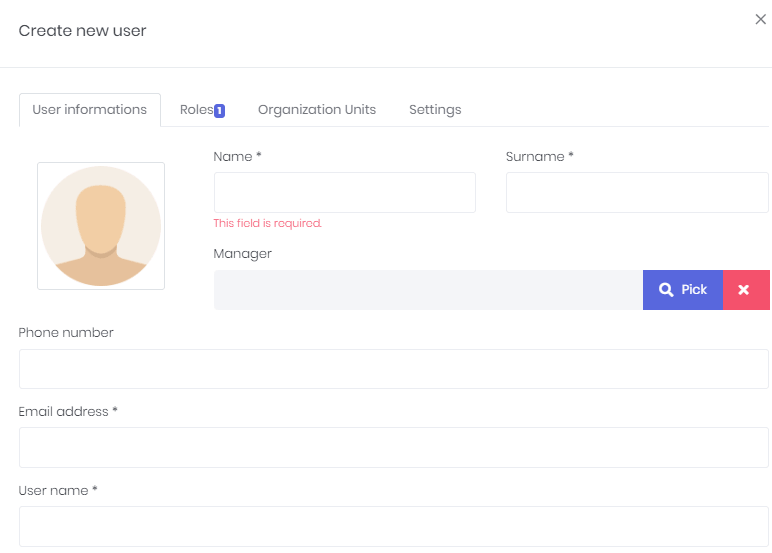 Create new user
User informations Roles 1 Organization Units Settings
Name * Surname *
This field is required.
Manager
Pick
Phone number
Email address *
User name *